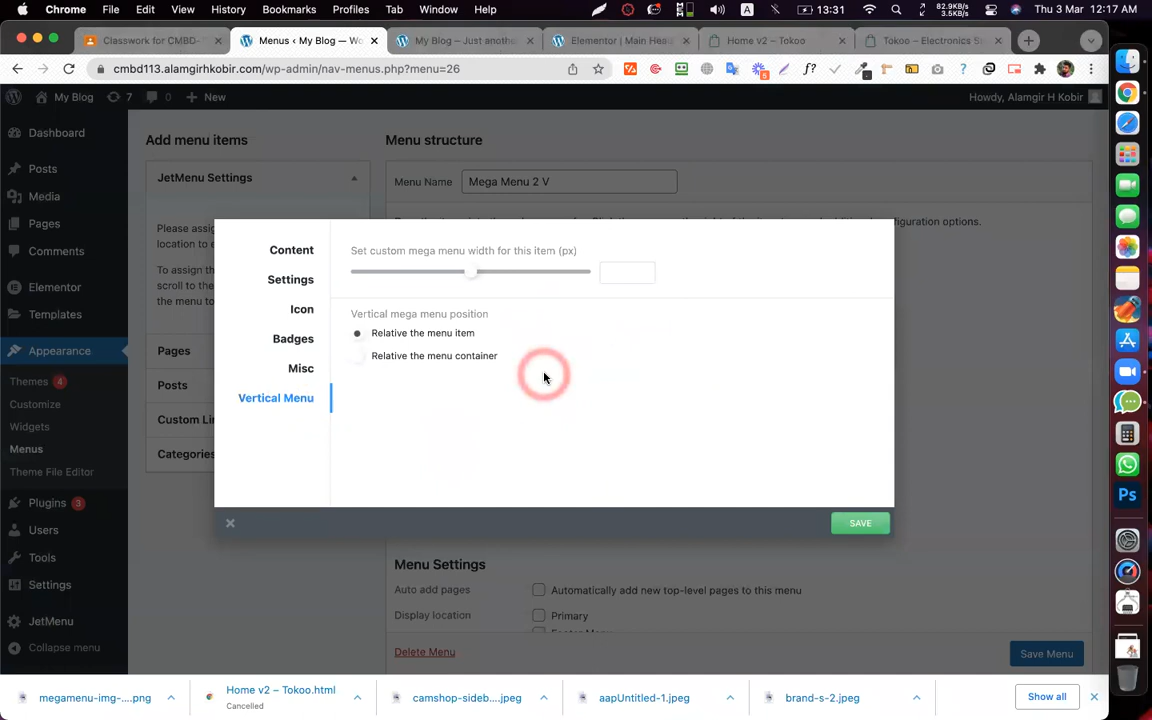 Chrome File Edit View History Bookmarks Profiles Tab Window Help 82.9KB/s 3.5KB/s 13:31 Thu 3 Mar 12:17 AM
Classwork for CMBD- Menus ‹ My Blog — Wo My Blog – Just anothe Elementor | Main Hea Home v2 – Tokoo Tokoo – Electronics S
cmbd113.alamgirhkobir.com/wp-admin/nav-menus.php?menu=26
My Blog 7 New Howdy, Alamgir H Kobir
Dashboard
Posts
Media
Pages
Comments
Elementor
Templates
Appearance
Themes 4
Customize
Widgets
Menus
Theme File Editor
Plugins 3
Users
Tools
Settings
JetMenu
Collapse menu
Add menu items
JetMenu Settings
Please assig
location to e
To assign the
scroll to the
the menu to
Pages
Posts
Custom Lin
Categories
Menu structure
Menu Name Mega Menu 2 V
Content
Settings
Icon
Badges
Misc
Vertical Menu
Set custom mega menu width for this item (px)
Vertical mega menu position
Relative the menu item
Relative the menu container
SAVE
Menu Settings
Auto add pages Automatically add new top-level pages to this menu
Display location Primary
Delete Menu Save Menu
megamenu-img-....png Home v2 – Tokoo.html camshop-sideb....jpeg aapUntitled-1.jpeg brand-s-2.jpeg Show all
Cancelled